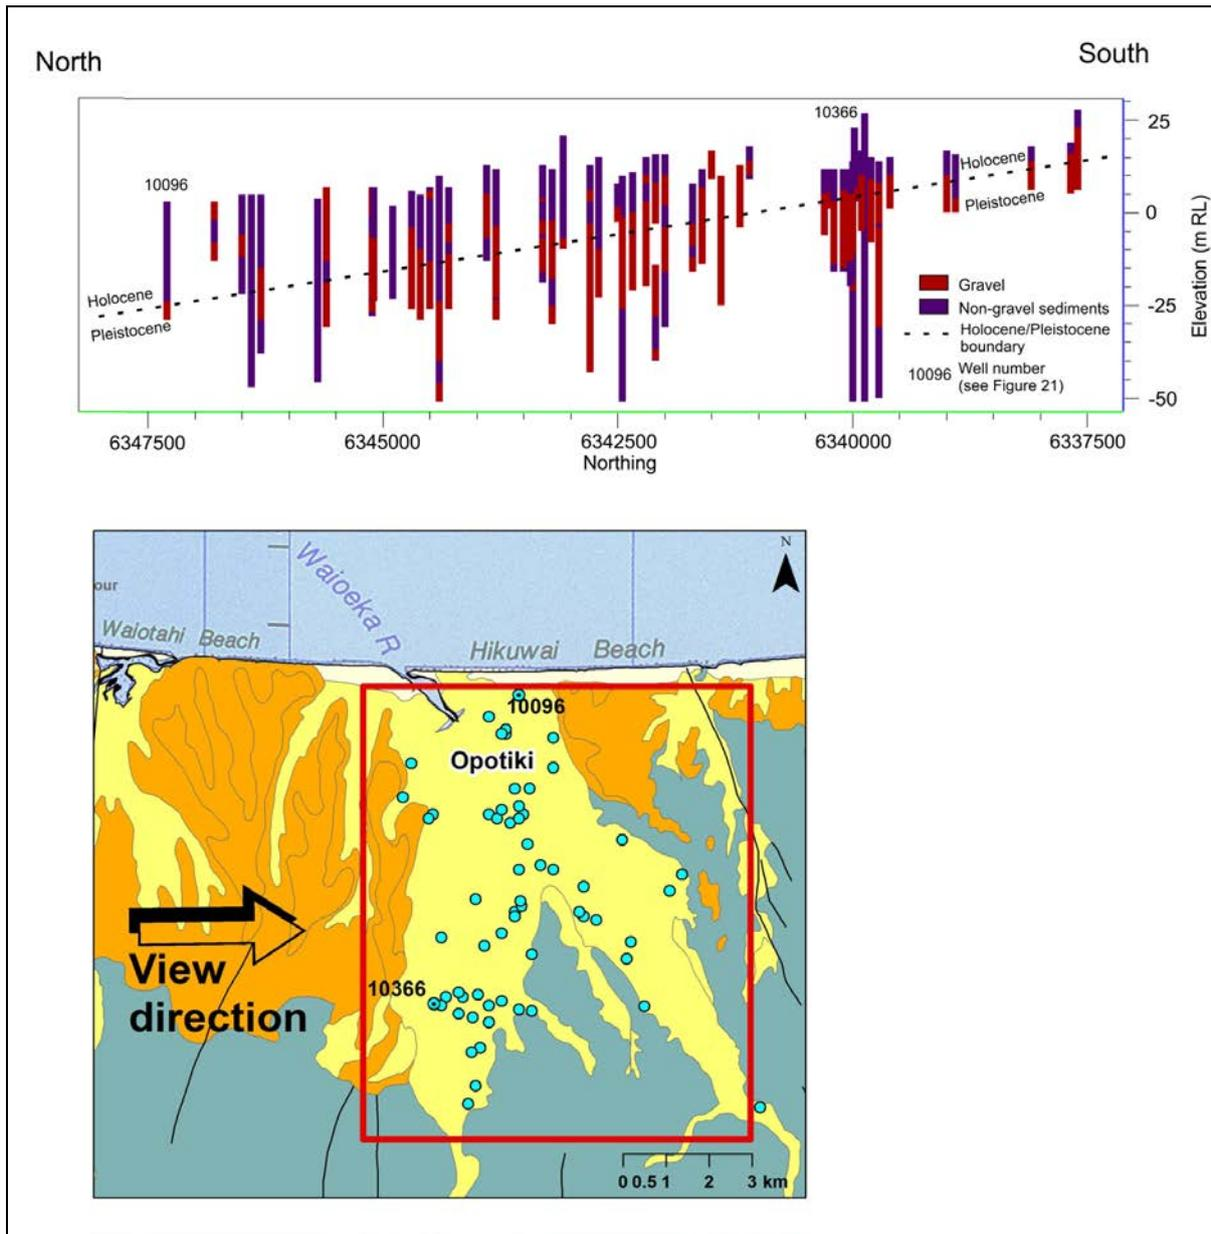 North
South
10096
10366
Holocene
Pleistocene
Holocene
Pleistocene
Gravel
Non-gravel sediments
Holocene/Pleistocene
boundary
10096 Well number
(see Figure 21)
25
0
-25
-50
Elevation (m RL)
6347500 6345000 6342500 6340000 6337500
Northing
N
our
Waiotahi Beach
Waioeka R
Hikuwai Beach
10096
Opotiki
View
direction
10366
0 0.5 1 2 3 km